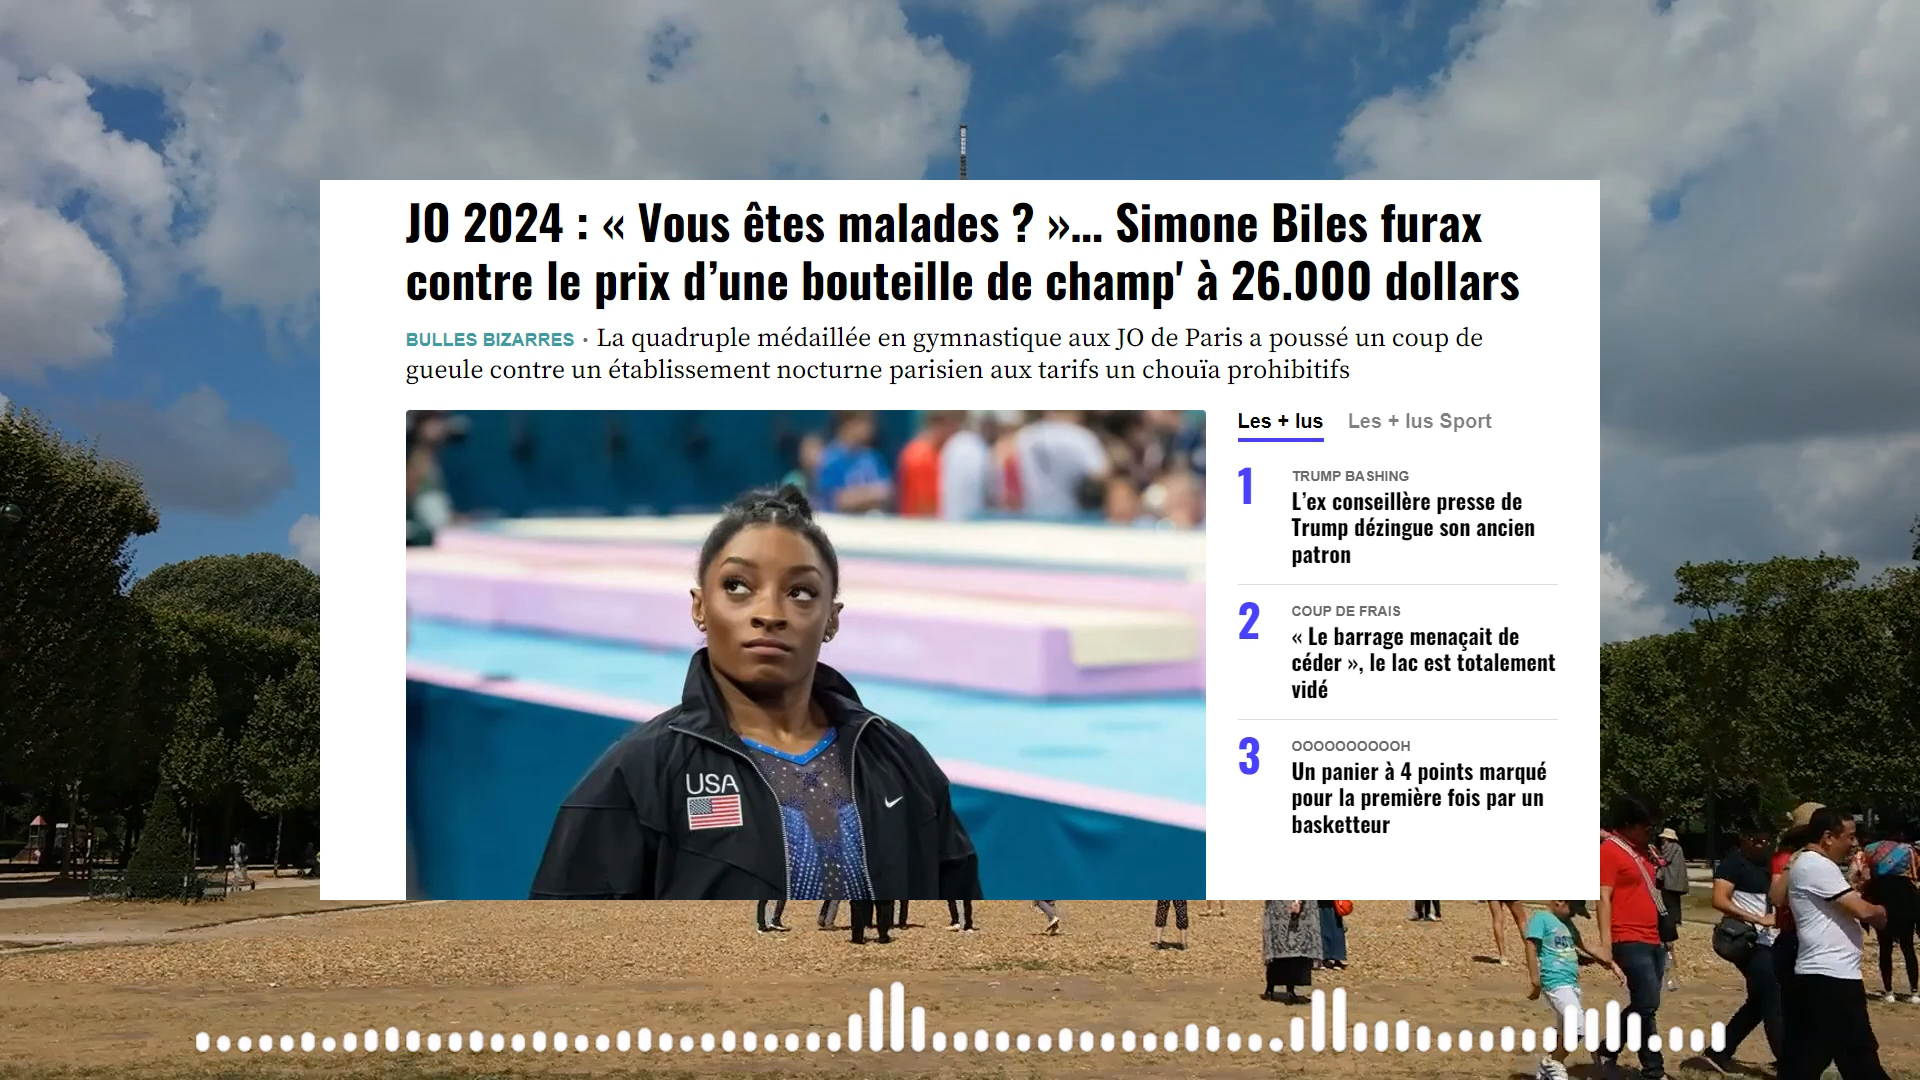 JO 2024 : « Vous êtes malades ? »... Simone Biles furax
contre le prix d’une bouteille de champ' à 26.000 dollars
BULLES BIZARRES • La quadruple médaillée en gymnastique aux JO de Paris a poussé un coup de
gueule contre un établissement nocturne parisien aux tarifs un chouïa prohibitifs
Les + lus Les + lus Sport
1
TRUMP BASHING
L’ex conseillère presse de
Trump dézingue son ancien
patron
2
COUP DE FRAIS
« Le barrage menaçait de
céder », le lac est totalement
vidé
3
OOOOOOOOOOH
Un panier à 4 points marqué
pour la première fois par un
basketteur
USA